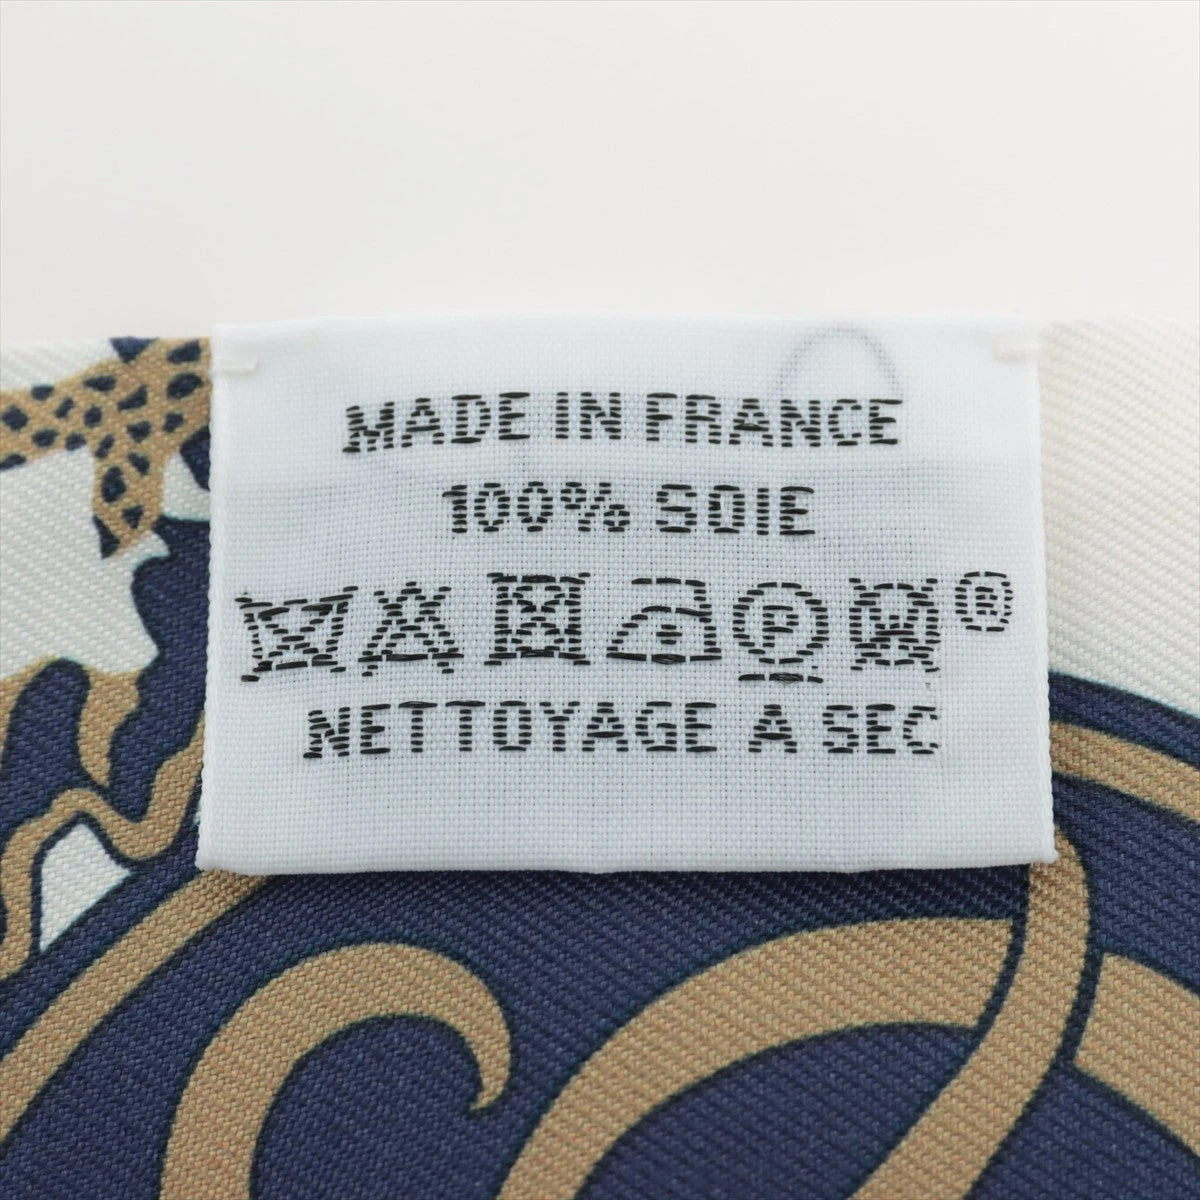 MADE IN FRANCE
100% SOIE
P ®
NETTOYAGE A SEC